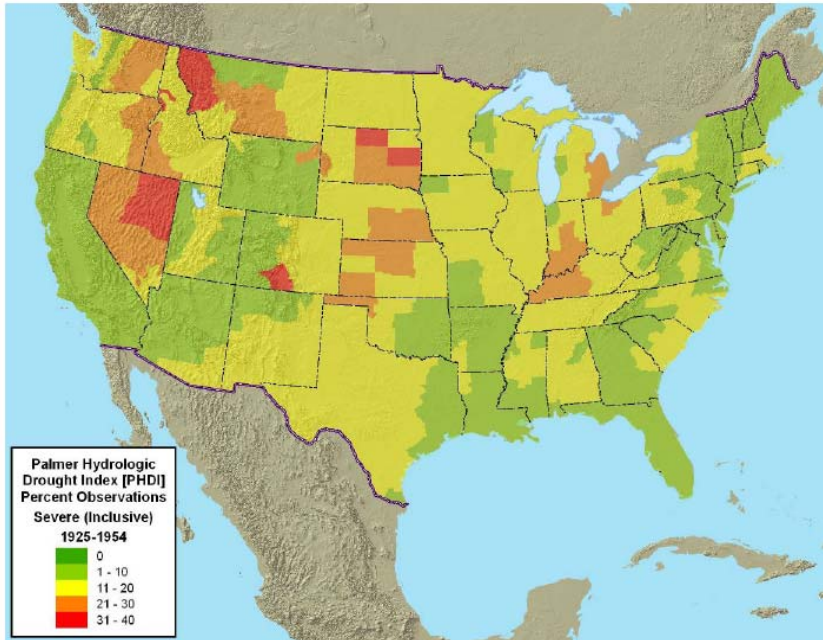 Palmer Hydrologic
Drought Index [PHDI]
Percent Observations
Severe (Inclusive)
1925-1954
0
1 - 10
11 - 20
21 - 30
31 - 40